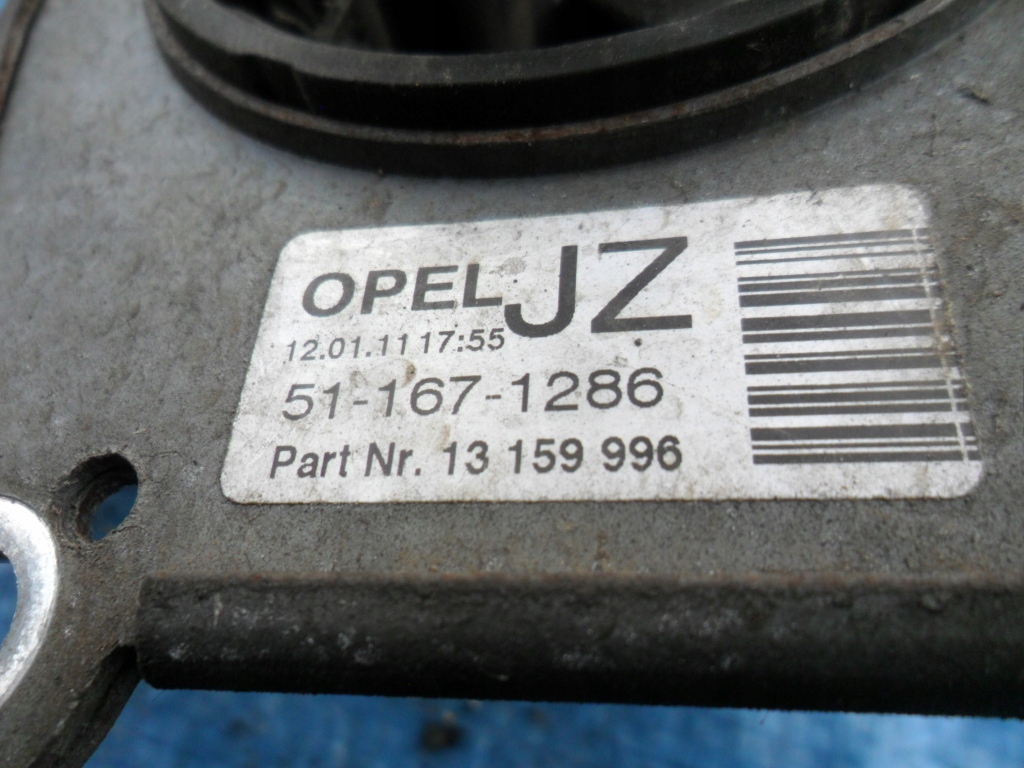 OPEL JZ
12.01.11 17:55
51-167-1286
Part Nr. 13 159 996